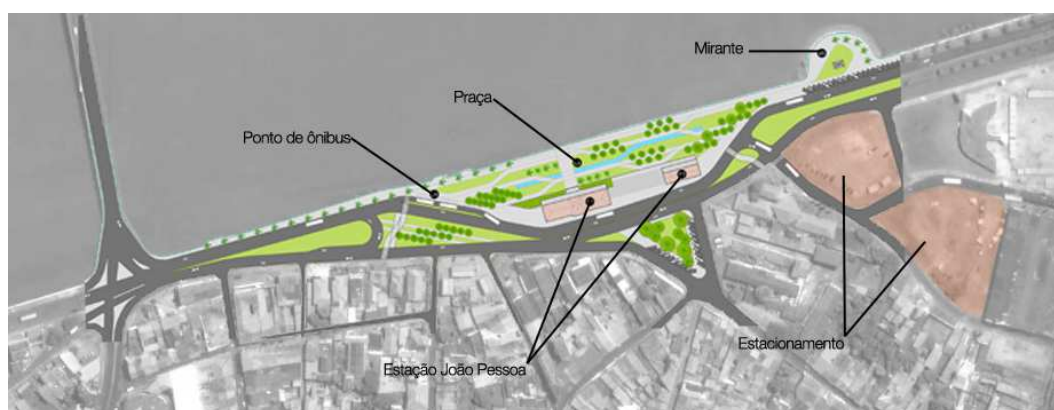 Mirante
Praça
Ponto de ônibus
Estacionamento
Estação João Pessoa